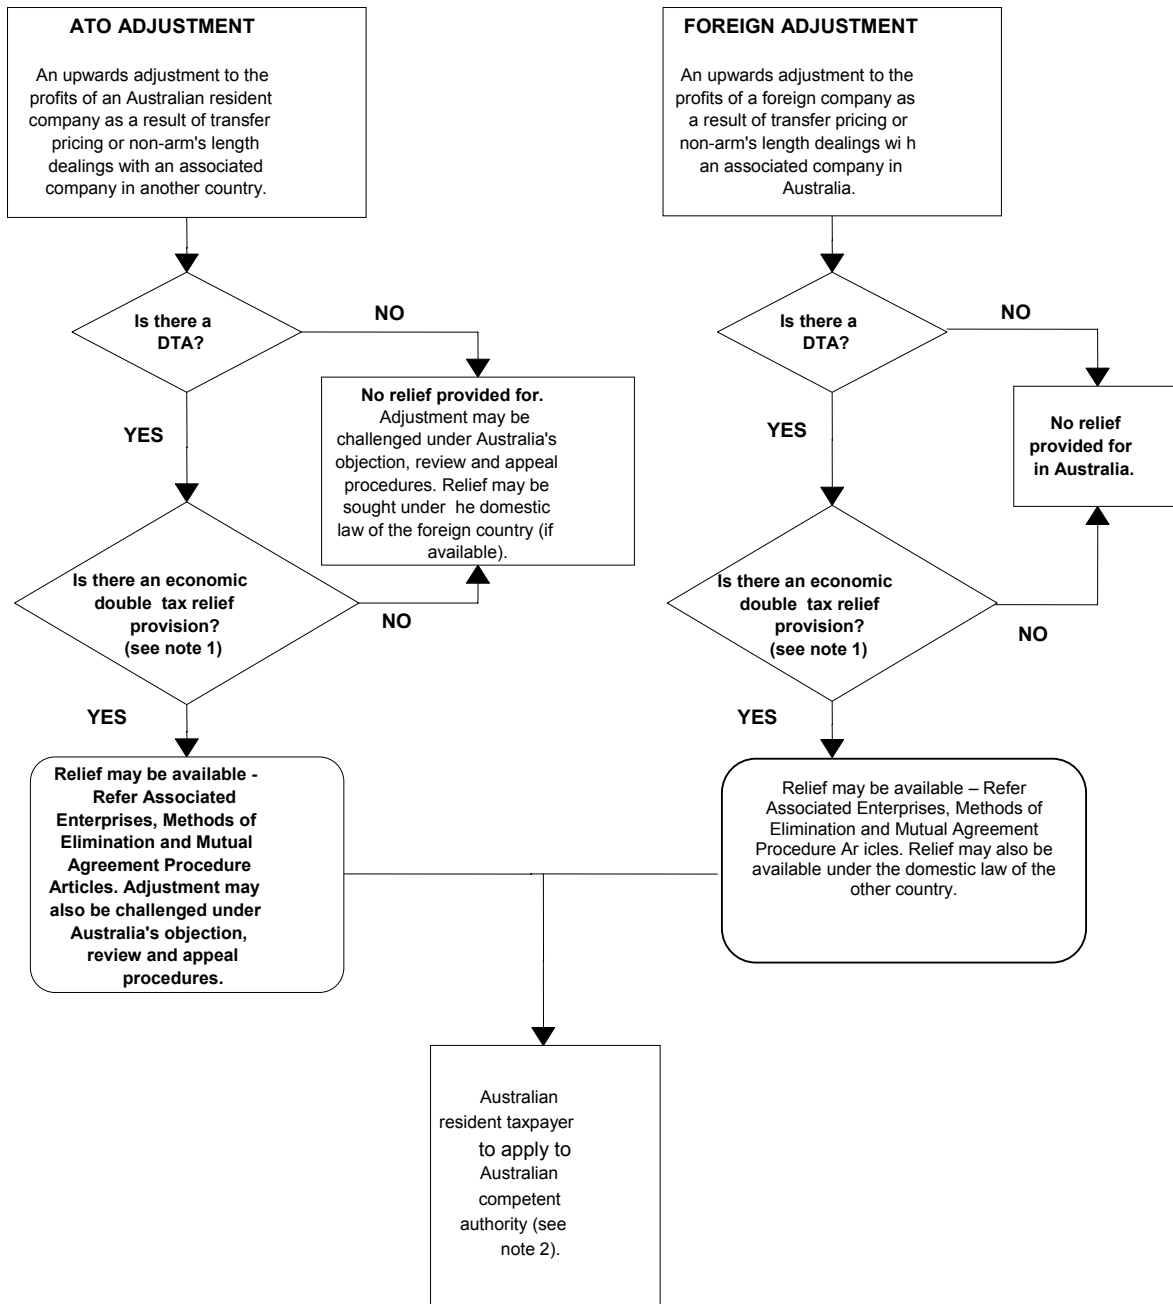 ATO ADJUSTMENT
An upwards adjustment to the
profits of an Australian resident
company as a result of transfer
pricing or non-arm's length
dealings with an associated
company in another country.
FOREIGN ADJUSTMENT
An upwards adjustment to the
profits of a foreign company as
a result of transfer pricing or
non-arm's length dealings wi h
an associated company in
Australia.
Is there a
DTA?
NO
YES
No relief provided for.
Adjustment may be
challenged under Australia's
objection, review and appeal
procedures. Relief may be
sought under he domestic
law of the foreign country (if
available).
Is there a
DTA?
NO
YES
No relief
provided for
in Australia.
Is there an economic
double tax relief
provision?
(see note 1)
NO
YES
Is there an economic
double tax relief
provision?
(see note 1)
NO
YES
Relief may be available -
Refer Associated
Enterprises, Methods of
Elimination and Mutual
Agreement Procedure
Articles. Adjustment may
also be challenged under
Australia's objection,
review and appeal
procedures.
Relief may be available – Refer
Associated Enterprises, Methods of
Elimination and Mutual Agreement
Procedure Ar icles. Relief may also be
available under the domestic law of the
other country.
Australian
resident taxpayer
to apply to
Australian
competent
authority (see
note 2).